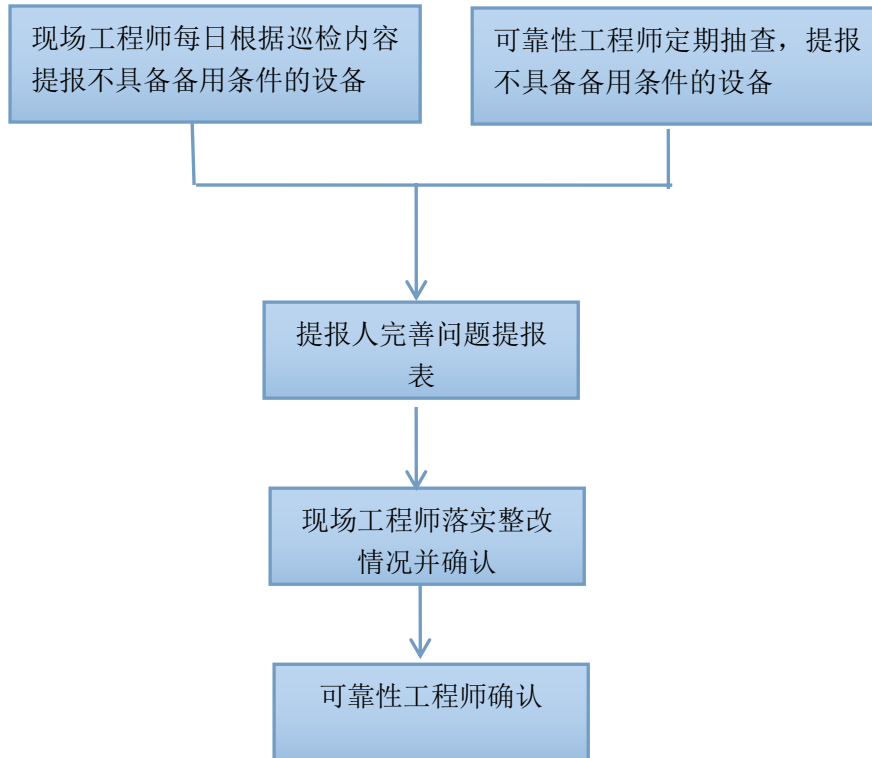 现场工程师每日根据巡检内容
提报不具备备用条件的设备
可靠性工程师定期抽查，提报
不具备备用条件的设备
提报人完善问题提报
表
现场工程师落实整改
情况并确认
可靠性工程师确认